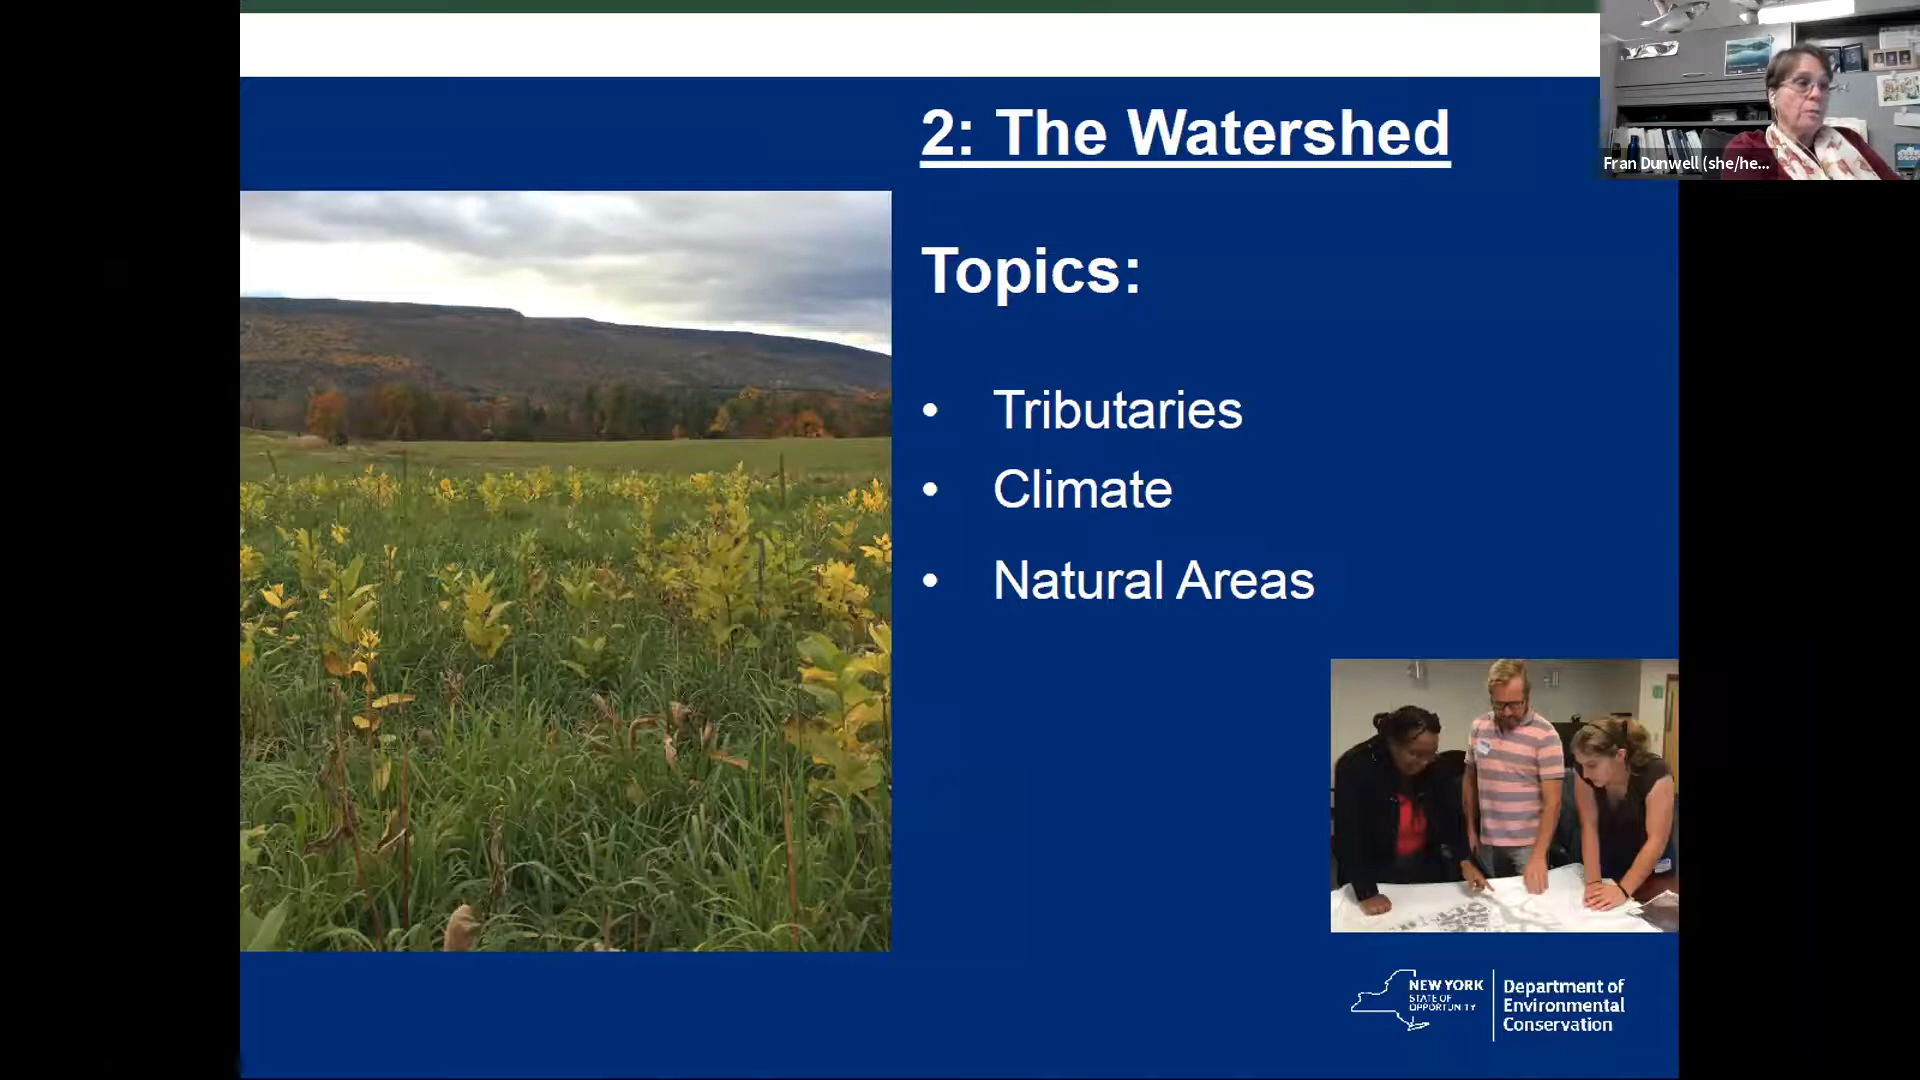 2: The Watershed
Fran Dunwell (she/he...
Topics:
• Tributaries
• Climate
• Natural Areas
NEW YORK
STATE OF
OPPORTUNITY
Department of
Environmental
Conservation